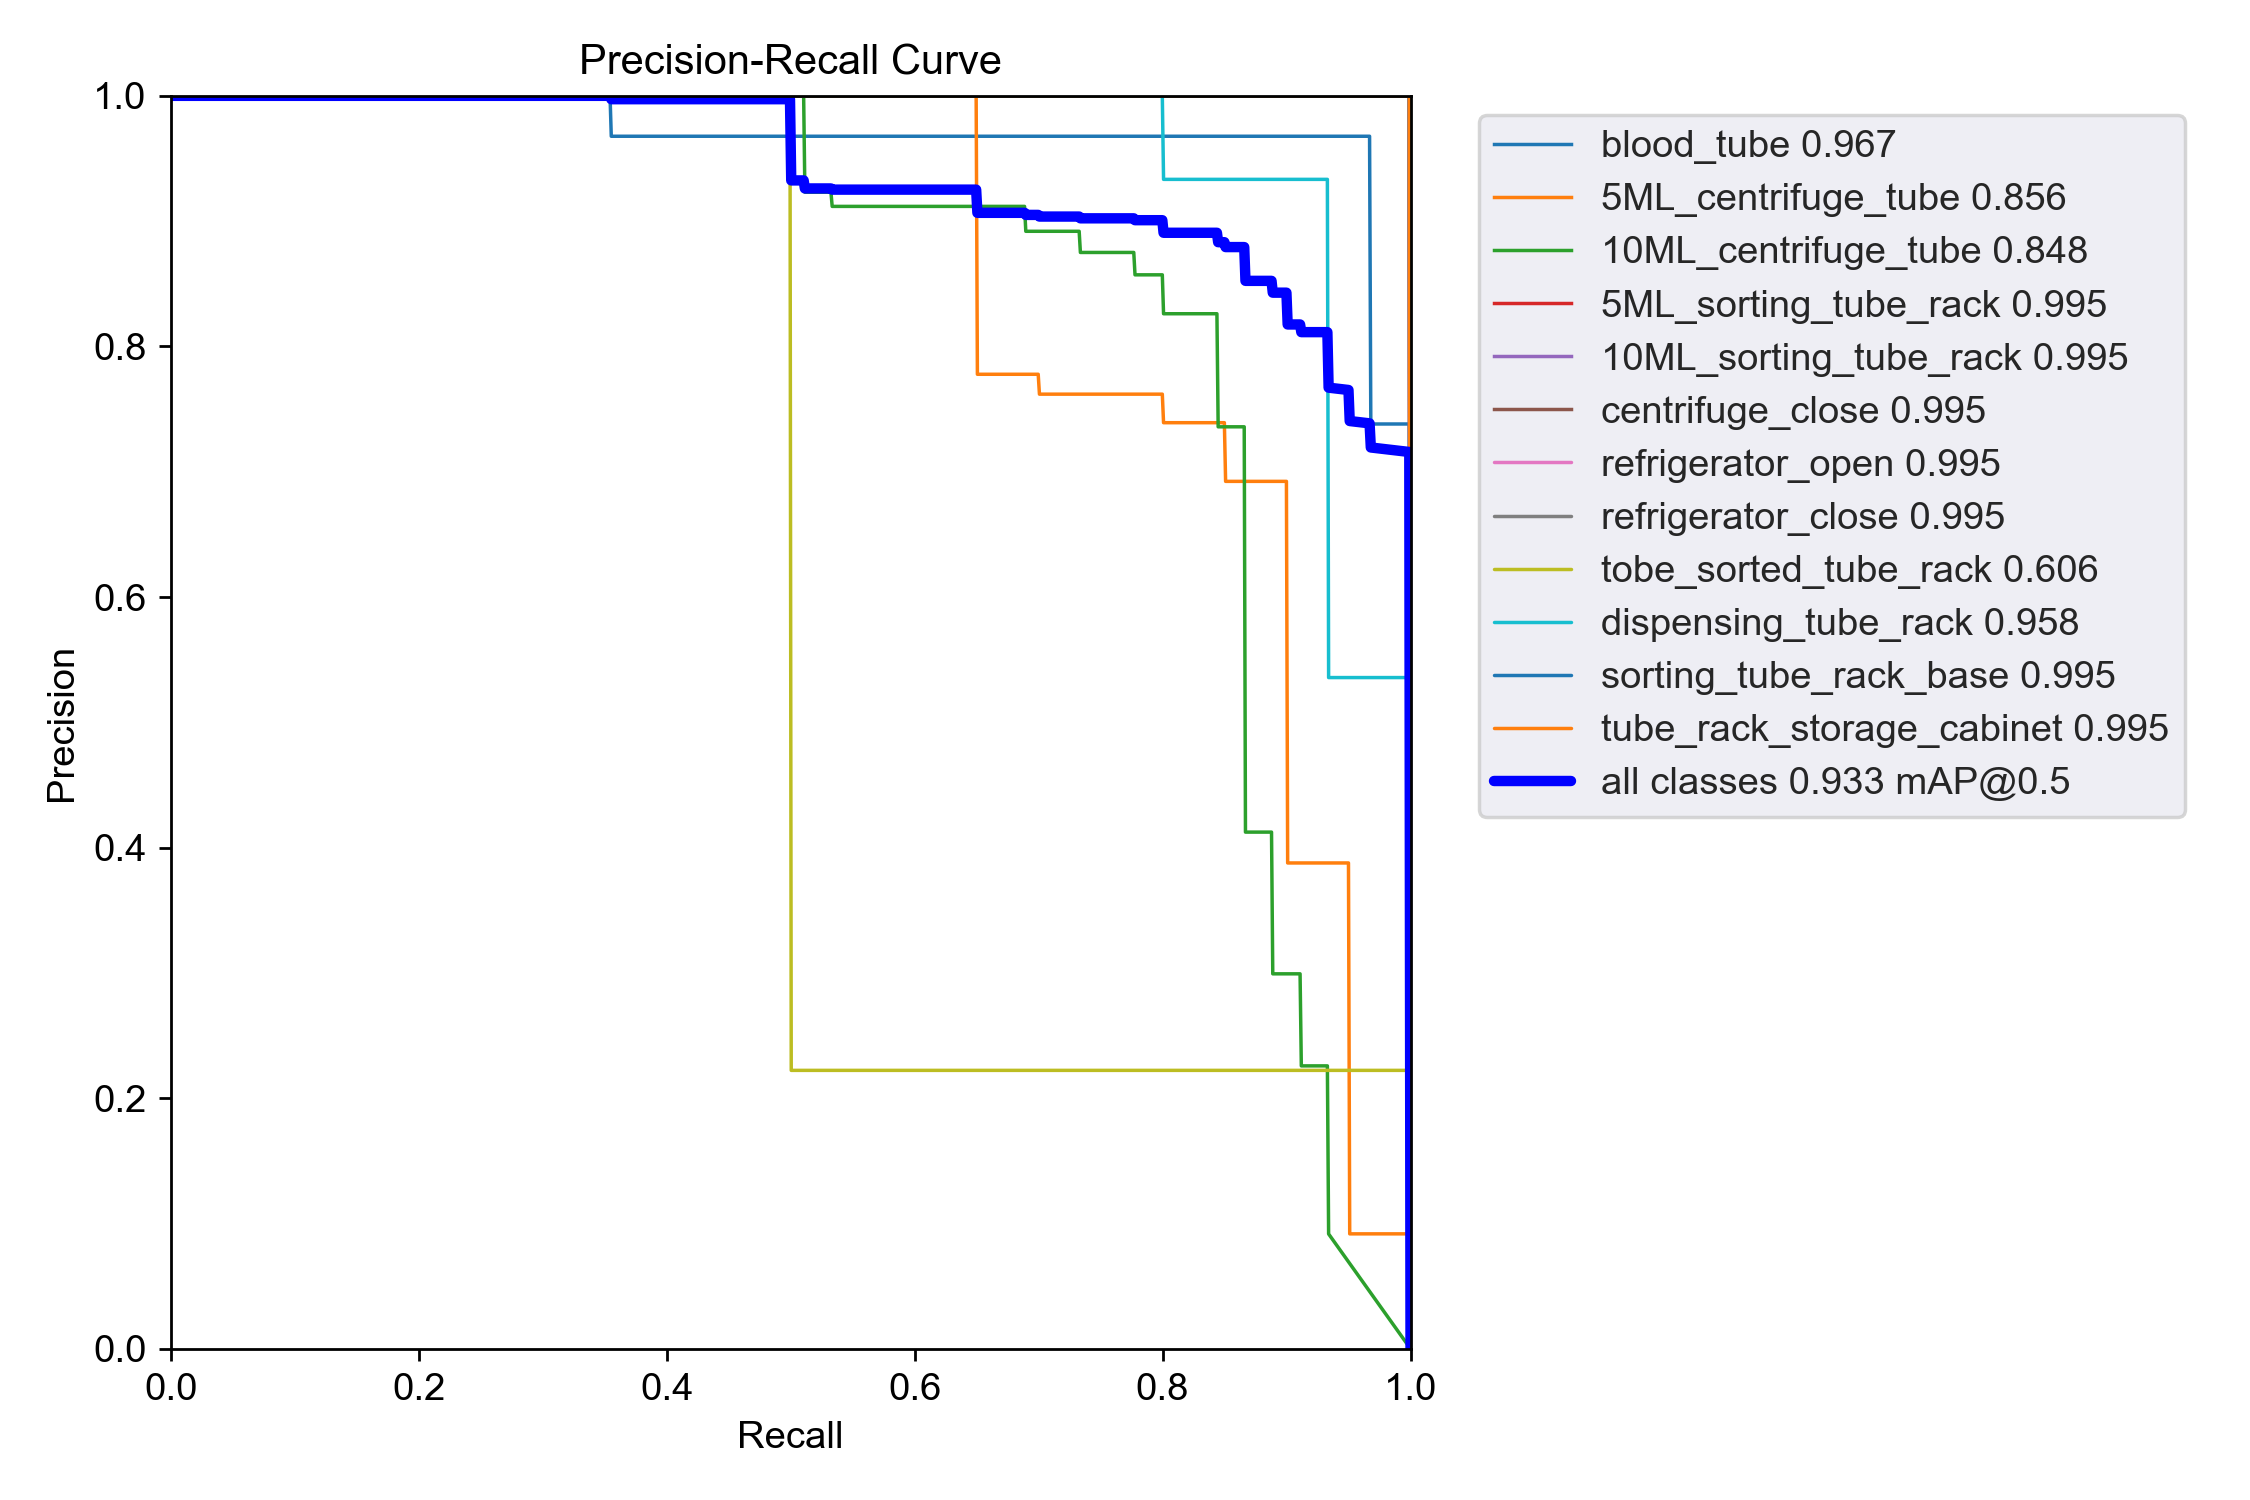 Precision-Recall Curve
1.0
0.8
0.6
0.4
0.2
0.0
Precision
0.0 0.2 0.4 0.6 0.8 1.0
Recall
blood_tube 0.967
5ML_centrifuge_tube 0.856
10ML_centrifuge_tube 0.848
5ML_sorting_tube_rack 0.995
10ML_sorting_tube_rack 0.995
centrifuge_close 0.995
refrigerator_open 0.995
refrigerator_close 0.995
tobe_sorted_tube_rack 0.606
dispensing_tube_rack 0.958
sorting_tube_rack_base 0.995
tube_rack_storage_cabinet 0.995
all classes 0.933 mAP@0.5